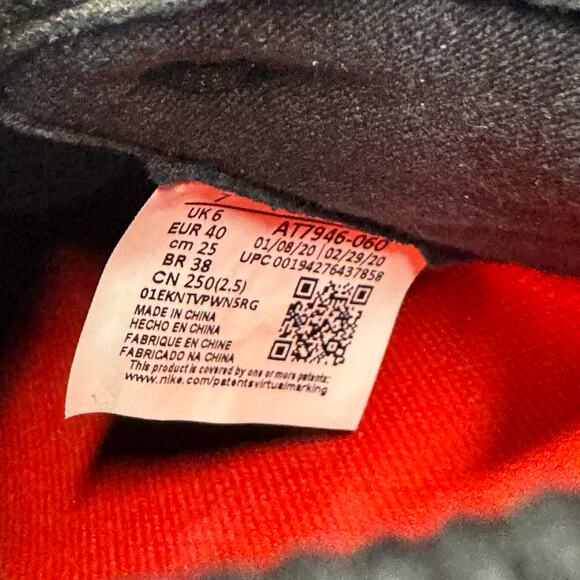 7
UK 6
EUR 40
cm 25
BR 38
CN 250(2.5)
01EKNTVPWN5RG
AT7946-060
01/08/20 | 02/29/20
UPC 00194276437858
MADE IN CHINA
HECHO EN CHINA
FABRIQUE EN CHINE
FABRICADO NA CHINA
This product is covered by one or more patents:
www.nike.com/patentsvirtualmarking